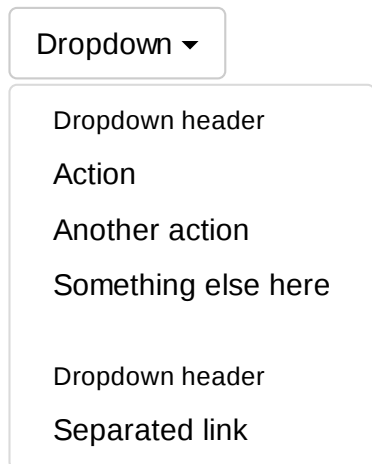 Dropdown
Dropdown header
Action
Another action
Something else here
Dropdown header
Separated link